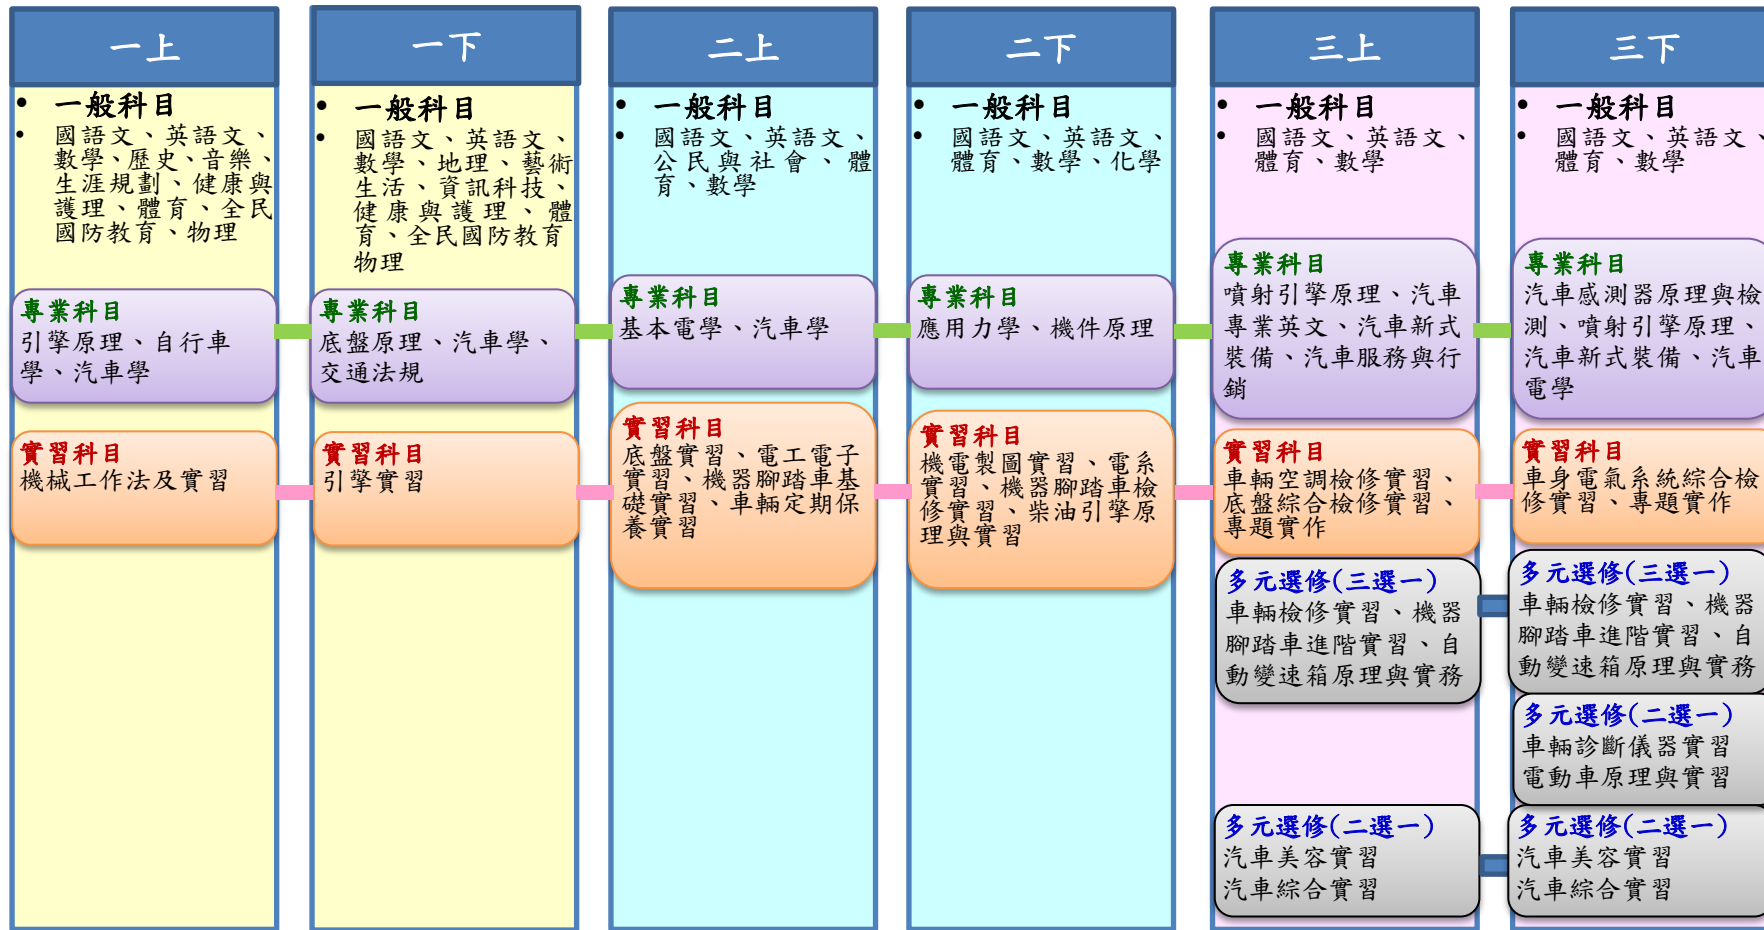 一上
• 一般科目
• 國語文、英語文、
數學、歷史、音樂、
生涯規劃、健康與
護理、體育、全民
國防教育、物理
專業科目
引擎原理、自行車
學、汽車學
實習科目
機械工作法及實習
一下
• 一般科目
• 國語文、英語文、
數學、地理、藝術
生活、資訊科技、
健康與護理、體
育、全民國防教育
物理
專業科目
底盤原理、汽車學、
交通法規
實習科目
引擎實習
二上
• 一般科目
• 國語文、英語文、
公民與社會、體
育、數學
專業科目
基本電學、汽車學
實習科目
底盤實習、電工電子
實習、機器腳踏車基
礎實習、車輛定期保
養實習
二下
• 一般科目
• 國語文、英語文、
體育、數學、化學
專業科目
應用力學、機件原理
實習科目
機電製圖實習、電系
實習、機器腳踏車檢
修實習、柴油引擎原
理與實習
三上
• 一般科目
• 國語文、英語文、
體育、數學
專業科目
噴射引擎原理、汽車
專業英文、汽車新式
裝備、汽車服務與行
銷
實習科目
車輛空調檢修實習、
底盤綜合檢修實習、
專題實作
多元選修(三選一)
車輛檢修實習、機器
腳踏車進階實習、自
動變速箱原理與實務
多元選修(二選一)
汽車美容實習
汽車綜合實習
三下
• 一般科目
• 國語文、英語文、
體育、數學
專業科目
汽車感測器原理與檢
測、噴射引擎原理、
汽車新式裝備、汽車
電學
實習科目
車身電氣系統綜合檢
修實習、專題實作
多元選修(三選一)
車輛檢修實習、機器
腳踏車進階實習、自
動變速箱原理與實務
多元選修(二選一)
車輛診斷儀器實習
電動車原理與實習
多元選修(二選一)
汽車美容實習
汽車綜合實習